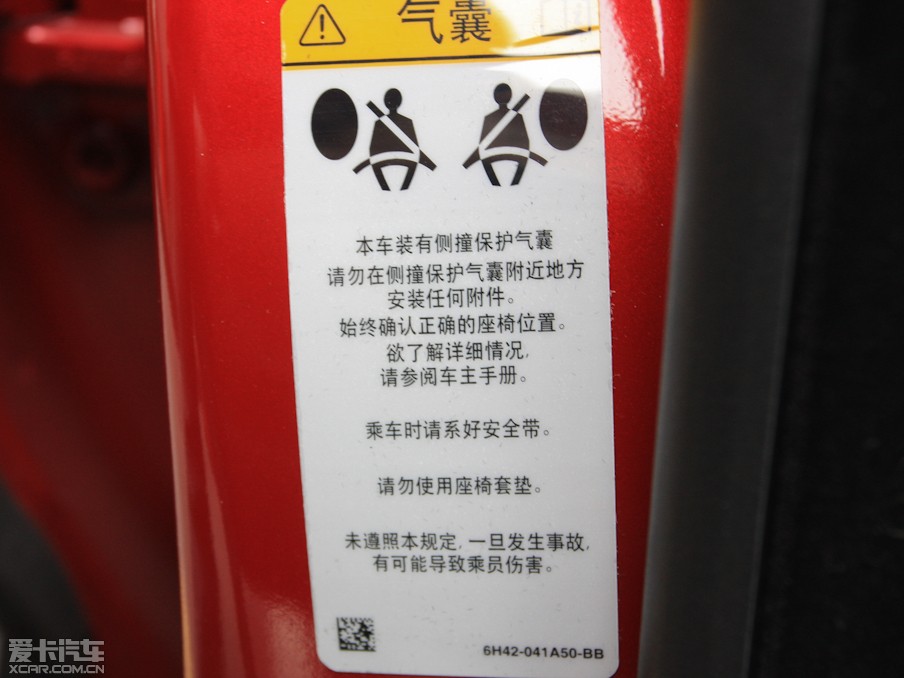 气囊
本车装有侧撞保护气囊
请勿在侧撞保护气囊附近地方
安装任何附件。
始终确认正确的座椅位置。
欲了解详细情况,
请参阅车主手册。
乘车时请系好安全带。
请勿使用座椅套垫。
未遵照本规定,一旦发生事故,
有可能导致乘员伤害。
6H42-041A50-BB
爱卡汽车
XCAR.COM.CN